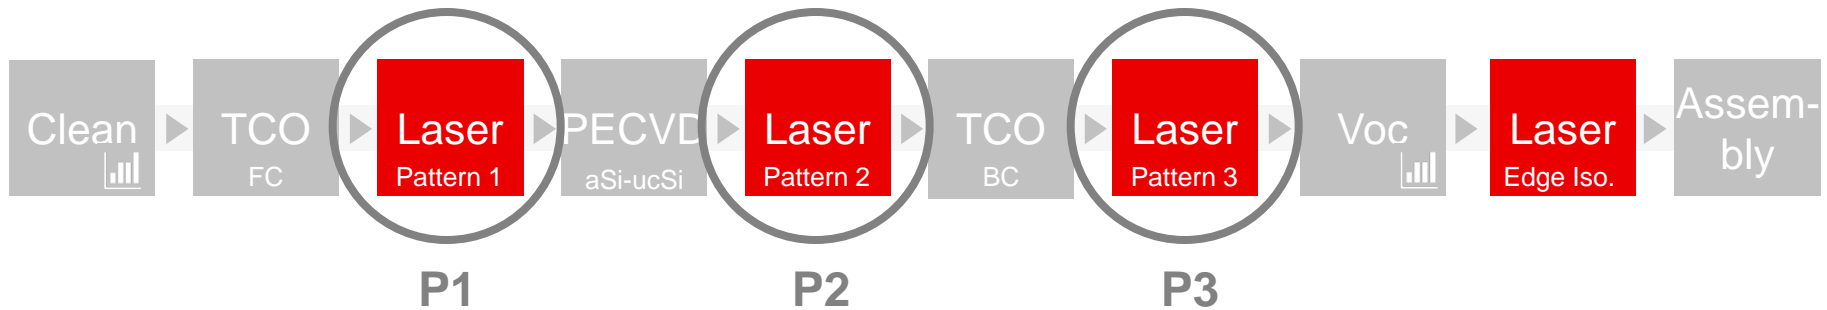 Clean
TCO
FC
Laser
Pattern 1
PECVD
aSi-ucSi
Laser
Pattern 2
TCO
BC
Laser
Pattern 3
Voc
Laser
Edge Iso.
Assem-
bly
P1
P2
P3